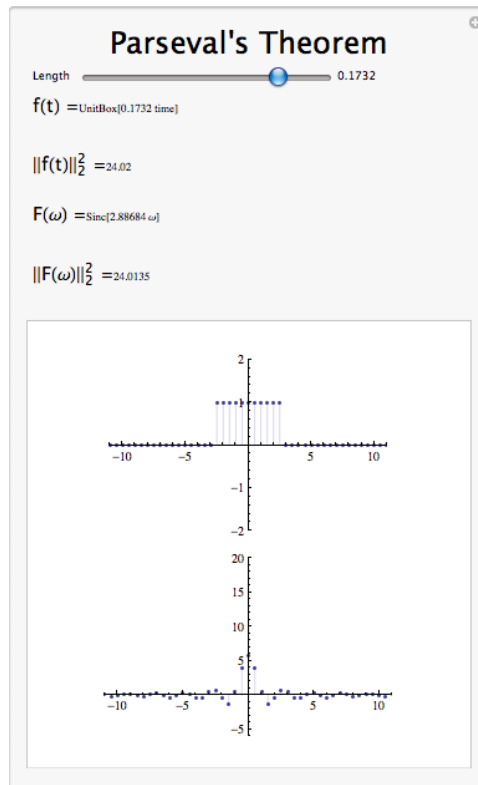 Parseval's Theorem
Length 0.1732
f(t) =UnitBox[0.1732 time]
||f(t)||₂² =24.02
F(ω) =Sinc[2.88684 ω]
||F(ω)||₂² =24.0135
2
1
-10 -5 5 10
-1
-2
20
15
10
5
-10 -5 5 10
-5